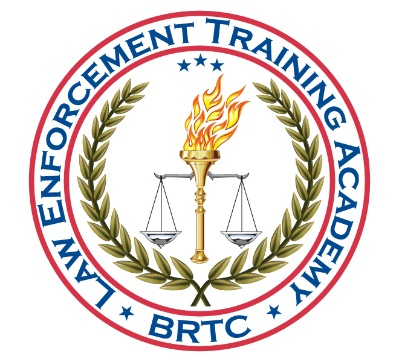 LAW ENFORCEMENT TRAINING ACADEMY
BRTC